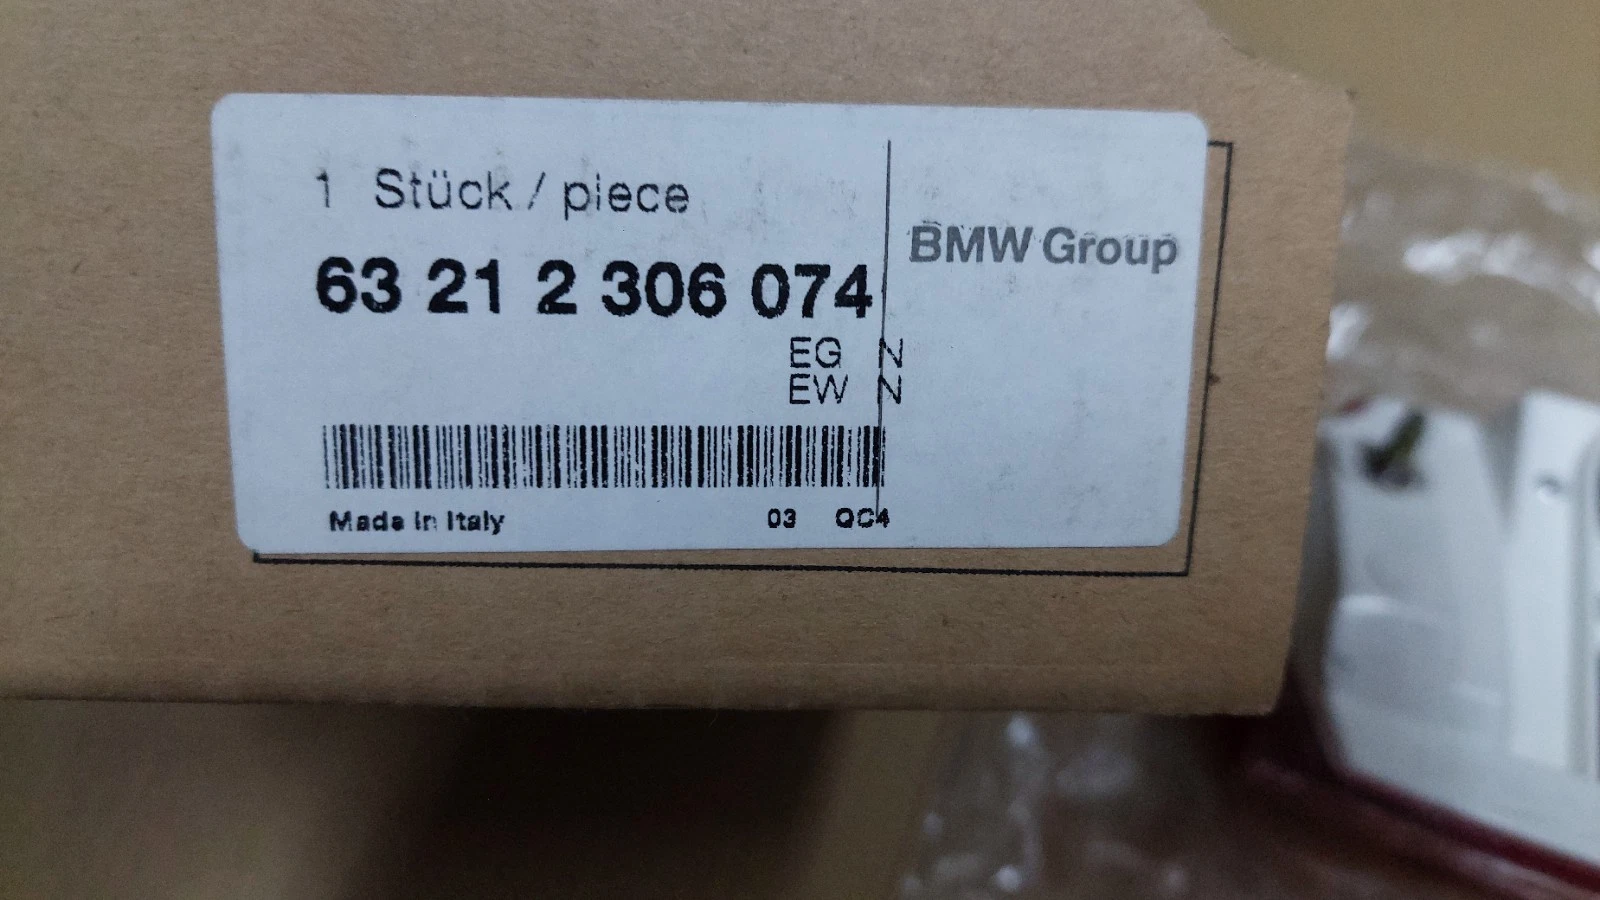 1 Stück / piece
BMW Group
63 21 2 306 074
EG N
EW N
Made in Italy 03 QC4